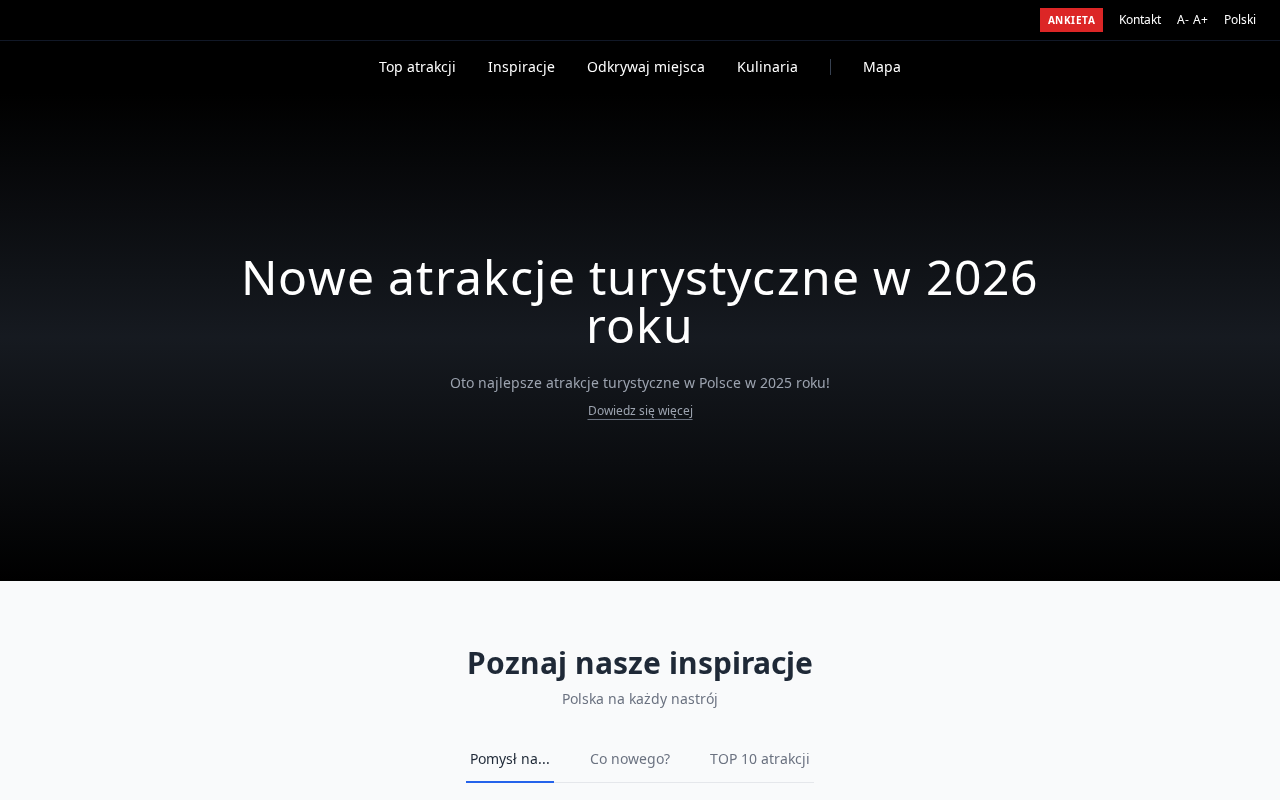 ANKIETA Kontakt A- A+ Polski
Top atrakcji Inspiracje Odkrywaj miejsca Kulinaria Mapa
Nowe atrakcje turystyczne w 2026
roku
Oto najlepsze atrakcje turystyczne w Polsce w 2025 roku!
Dowiedz się więcej
Poznaj nasze inspiracje
Polska na każdy nastrój
Pomysł na... Co nowego? TOP 10 atrakcji